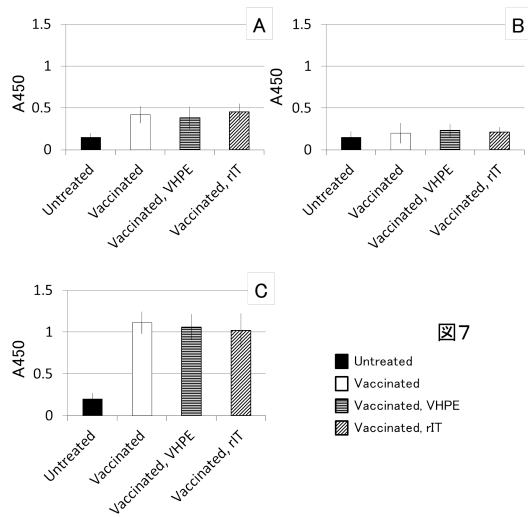 A
1.5
1
0.5
0
A450
Untreated
Vaccinated
Vaccinated, VHPE
Vaccinated, rIT
B
1.5
1
0.5
0
A450
Untreated
Vaccinated
Vaccinated, VHPE
Vaccinated, rIT
C
1.5
1
0.5
0
A450
Untreated
Vaccinated
Vaccinated, VHPE
Vaccinated, rIT
図7
Untreated
Vaccinated
Vaccinated, VHPE
Vaccinated, rIT